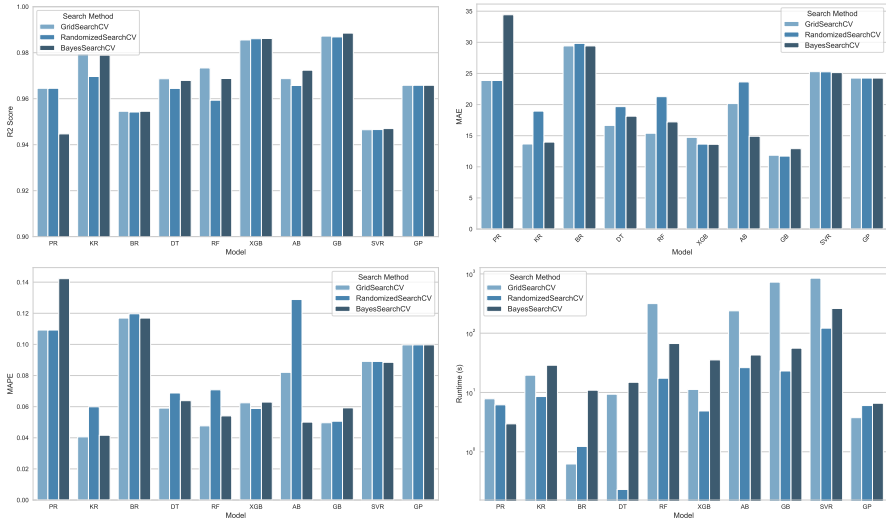 1.00
0.98
0.96
0.94
0.92
0.90
R2 Score
Search Method
GridSearchCV
RandomizedSearchCV
BayesSearchCV
PR KR BR DT RF XGB AB GB SVR GP
Model
35
30
25
20
15
10
5
0
MAE
Search Method
GridSearchCV
RandomizedSearchCV
BayesSearchCV
PR KR BR DT RF XGB AB GB SVR GP
Model
0.14
0.12
0.10
0.08
0.06
0.04
0.02
0.00
MAPE
Search Method
GridSearchCV
RandomizedSearchCV
BayesSearchCV
PR KR BR DT RF XGB AB GB SVR GP
Model
10³
10²
10¹
10⁰
Runtime (s)
Search Method
GridSearchCV
RandomizedSearchCV
BayesSearchCV
PR KR BR DT RF XGB AB GB SVR GP
Model